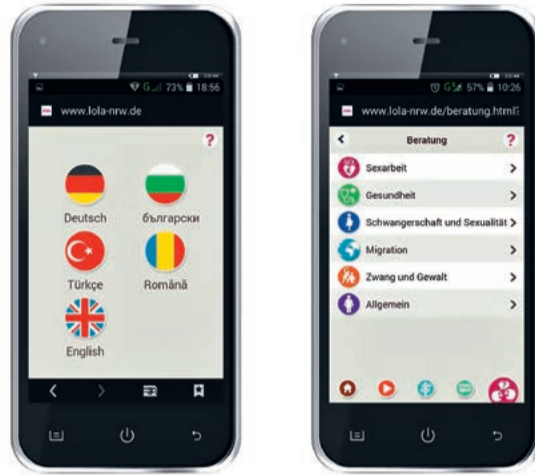 73% 18:56
www.lola-nrw.de
?
Deutsch
български
Türkçe
Română
English
57% 10:26
www.lola-nrw.de/beratung.html?
Beratung
?
Sexarbeit
Gesundheit
Schwangerschaft und Sexualität
Migration
Zwang und Gewalt
Allgemein